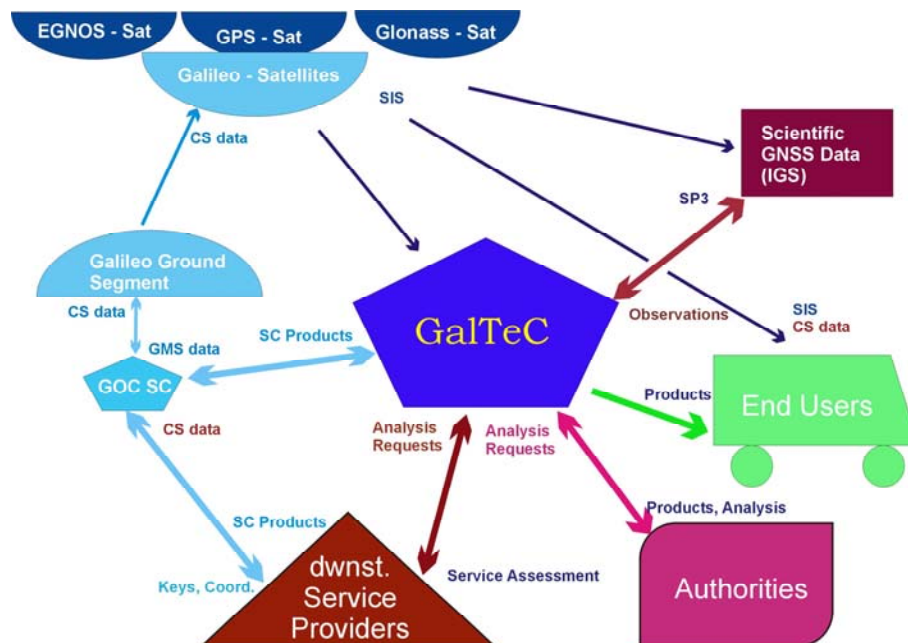 EGNOS - Sat
GPS - Sat
Glonass - Sat
Galileo - Satellites
SIS
CS data
Scientific
GNSS Data
(IGS)
SP3
Galileo Ground
Segment
CS data
GMS data
SC Products
GalTeC
Observations
SIS
CS data
GOC SC
Products
End Users
CS data
Analysis
Requests
Analysis
Requests
SC Products
Products, Analysis
Keys, Coord.
dwnst.
Service
Providers
Service Assessment
Authorities